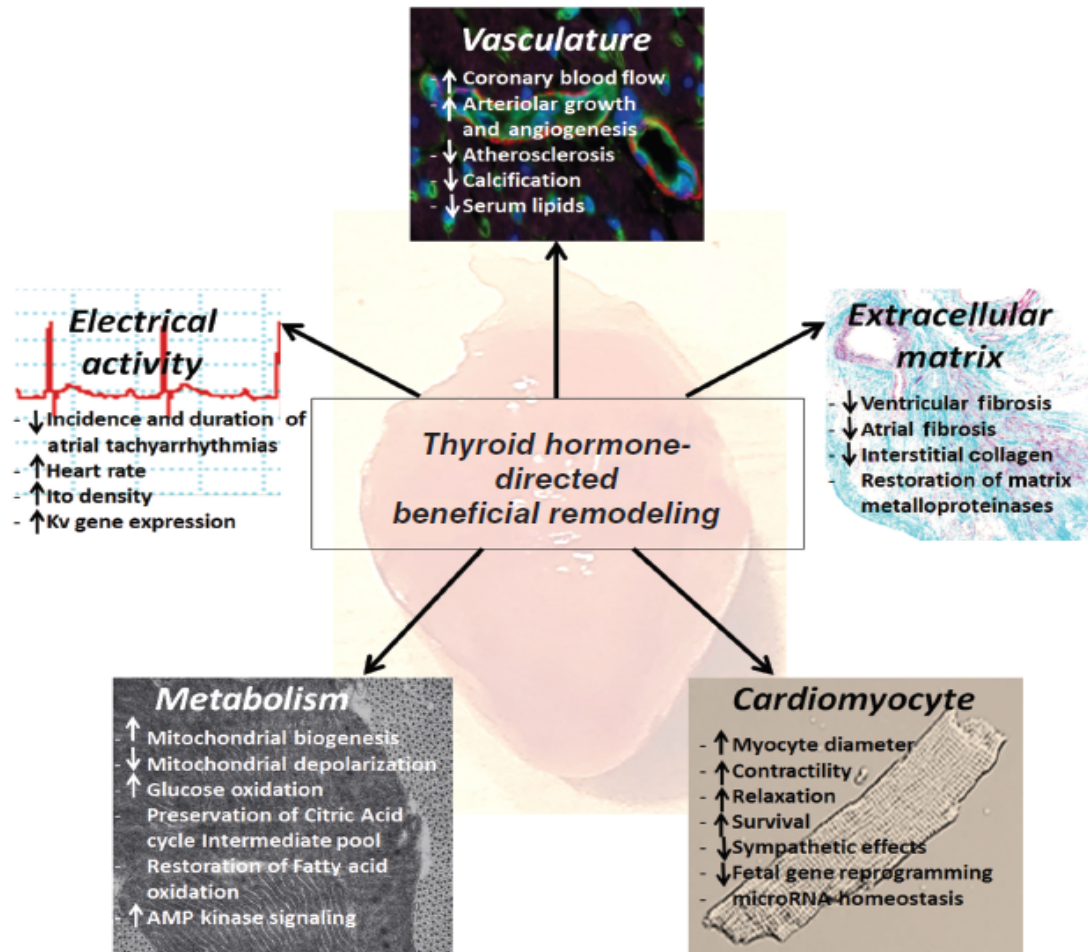 Vasculature
- ↑ Coronary blood flow
- ↑ Arteriolar growth
and angiogenesis
- ↓ Atherosclerosis
- ↓ Calcification
- ↓ Serum lipids
Electrical
activity
- ↓ Incidence and duration of
atrial tachyarrhythmias
- ↑ Heart rate
- ↑ Ito density
- ↑ Kv gene expression
Extracellular
matrix
- ↓ Ventricular fibrosis
- ↓ Atrial fibrosis
- ↓ Interstitial collagen
- Restoration of matrix
metalloproteinases
Thyroid hormone-
directed
beneficial remodeling
Metabolism
- ↑ Mitochondrial biogenesis
- ↓ Mitochondrial depolarization
- ↑ Glucose oxidation
- Preservation of Citric Acid
cycle Intermediate pool
- Restoration of Fatty acid
oxidation
- ↑ AMP kinase signaling
Cardiomyocyte
- ↑ Myocyte diameter
- ↑ Contractility
- ↑ Relaxation
- ↑ Survival
- ↓ Sympathetic effects
- ↓ Fetal gene reprogramming
- microRNA homeostasis